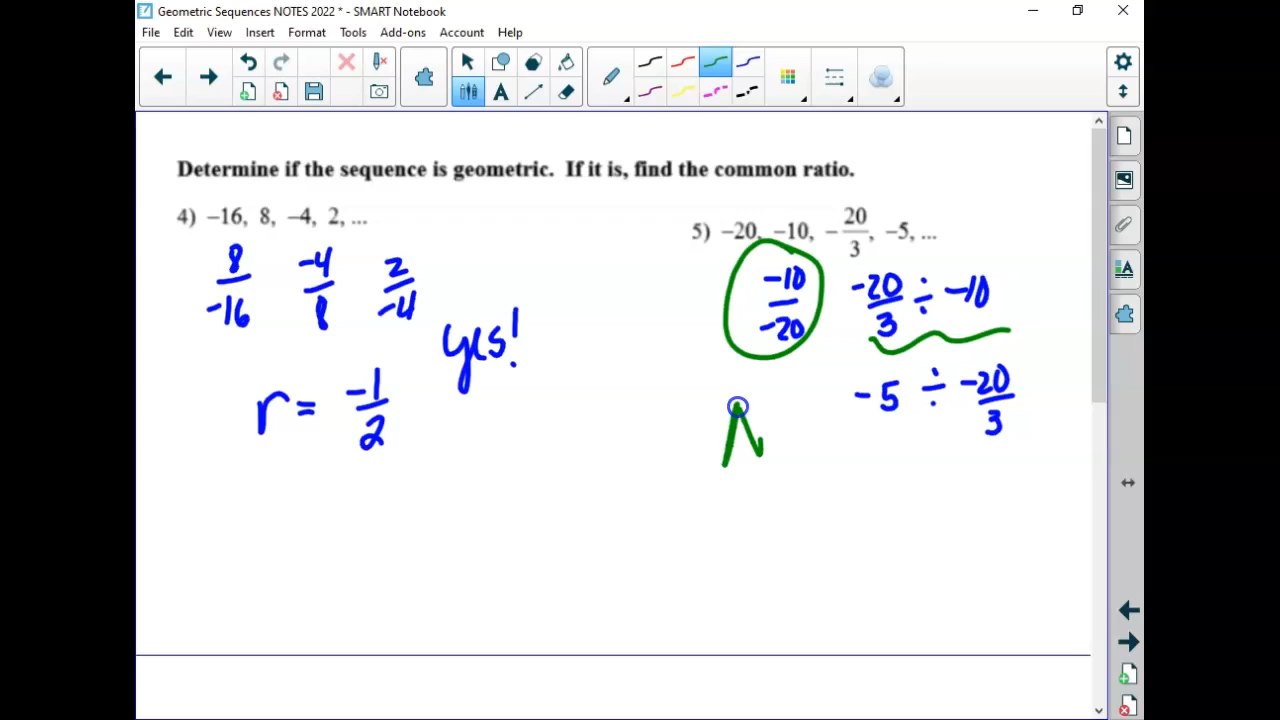 Geometric Sequences NOTES 2022 * - SMART Notebook
File Edit View Insert Format Tools Add-ons Account Help
Determine if the sequence is geometric. If it is, find the common ratio.
4) –16, 8, –4, 2, ...
5) –20, –10, –20/3, –5, ...
8/-16 -4/8 2/-4
yes!
r = -1/2
-10/-20 -20/3 ÷ -10
-5 ÷ -20/3
N